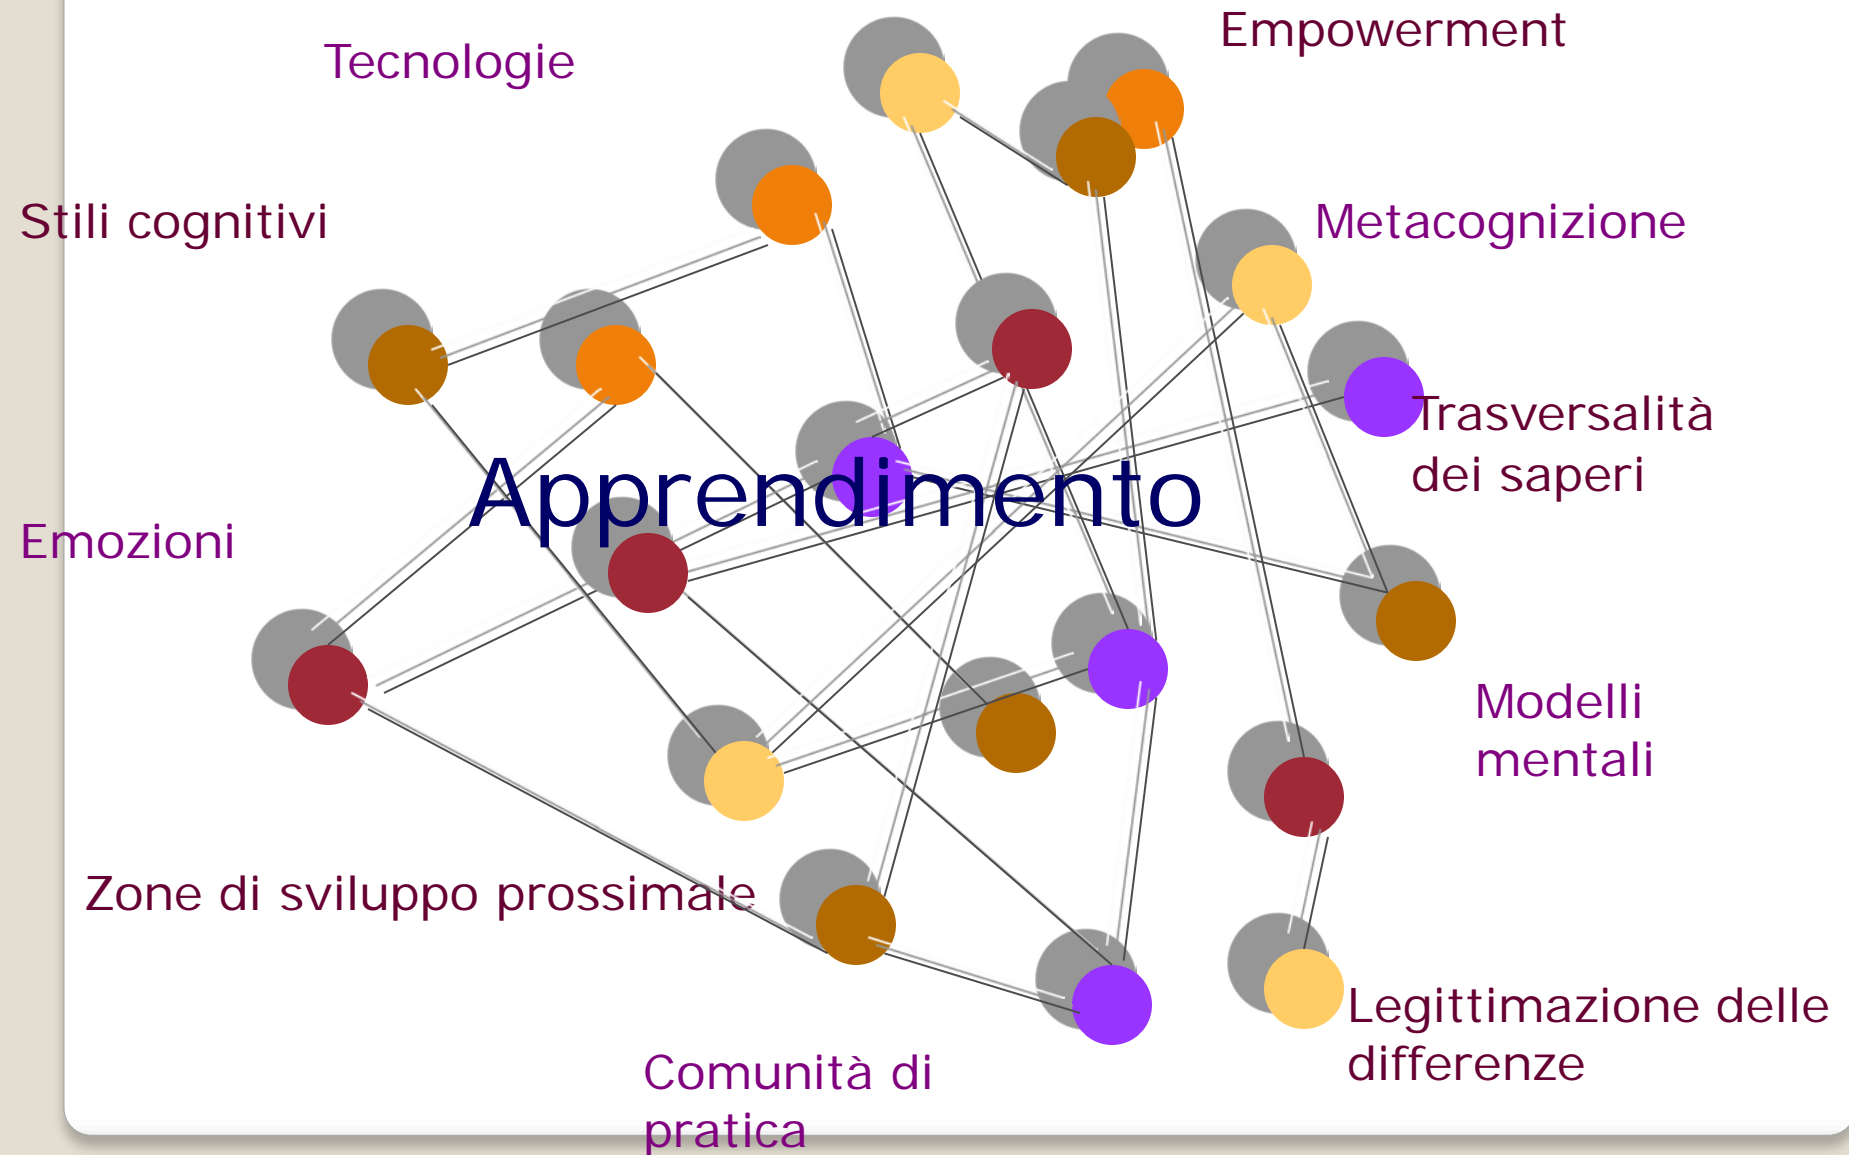 Empowerment
Tecnologie
Stili cognitivi
Metacognizione
Trasversalità
dei saperi
Apprendimento
Emozioni
Modelli
mentali
Zone di sviluppo prossimale
Legittimazione delle
differenze
Comunità di
pratica